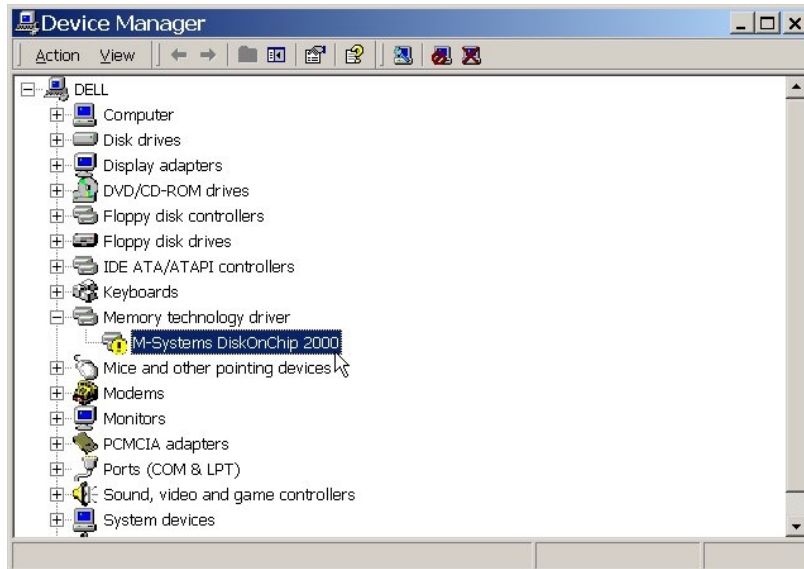 Device Manager
Action View
DELL
Computer
Disk drives
Display adapters
DVD/CD-ROM drives
Floppy disk controllers
Floppy disk drives
IDE ATA/ATAPI controllers
Keyboards
Memory technology driver
M-Systems DiskOnChip 2000
Mice and other pointing devices
Modems
Monitors
PCMCIA adapters
Ports (COM & LPT)
Sound, video and game controllers
System devices